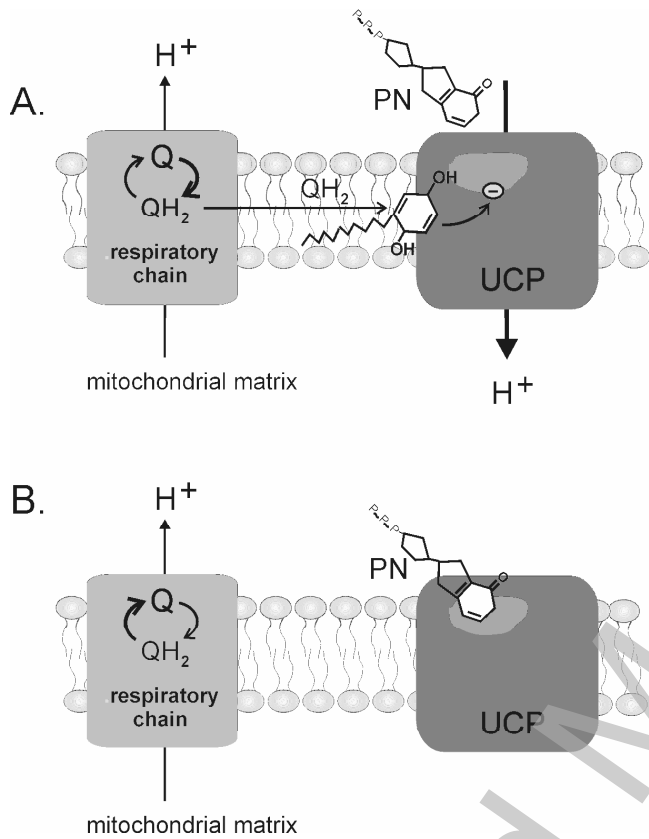 A.
H+
Q
QH2
respiratory
chain
mitochondrial matrix
QH2
OH
OH
P P P
PN
O
−
UCP
H+
B.
H+
Q
QH2
respiratory
chain
mitochondrial matrix
P P P
PN
O
UCP